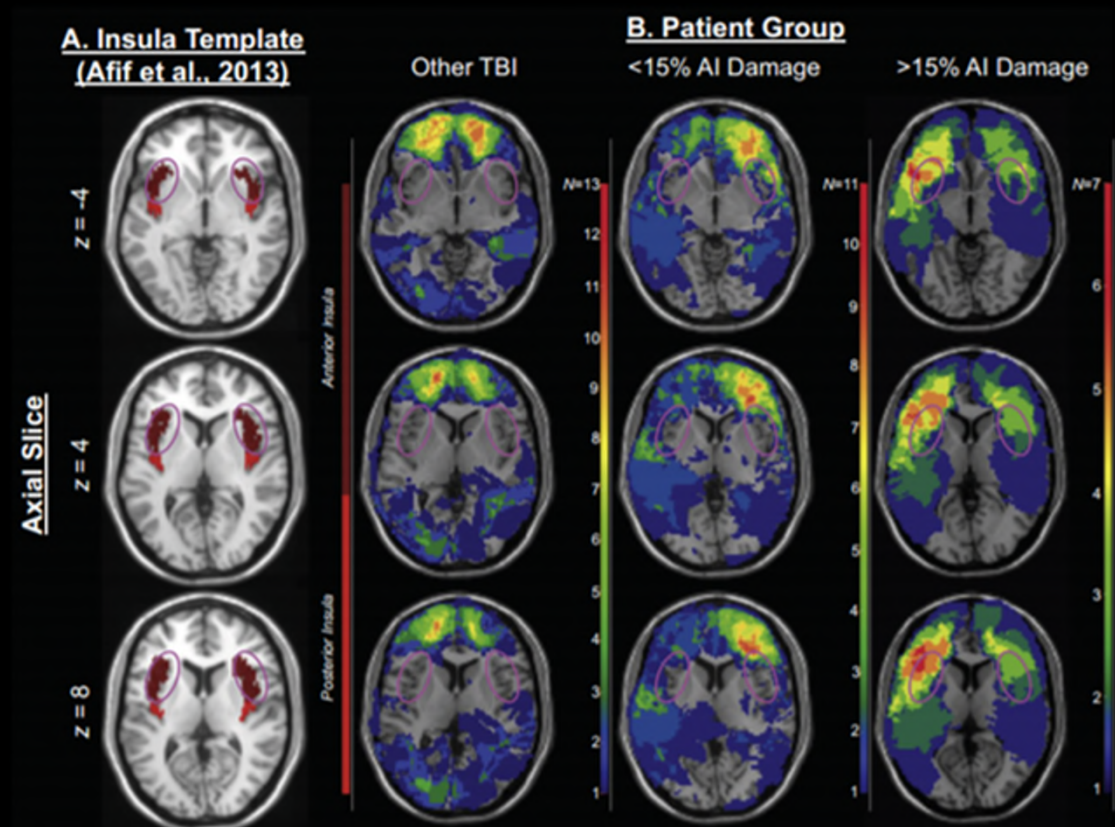 A. Insula Template
(Afif et al., 2013)
B. Patient Group
Other TBI
<15% AI Damage
>15% AI Damage
Axial Slice
z = -4
z = 4
z = 8
Anterior Insula
Posterior Insula
N=13
12
11
10
9
8
7
6
5
4
3
2
1
N=11
10
9
8
7
6
5
4
3
2
1
N=7
6
5
4
3
2
1